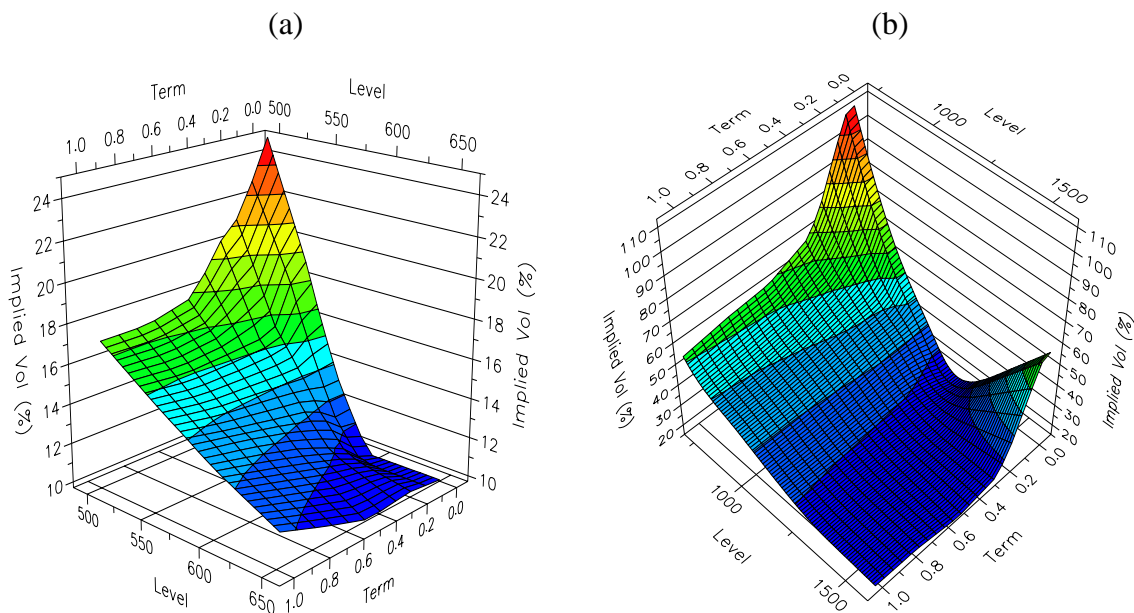 (a)
(b)
Term
Level
1.0 0.8 0.6 0.4 0.2 0.0
500 550 600 650
24 22 20 18 16 14 12 10
Implied Vol (%)
24 22 20 18 16 14 12 10
Implied Vol (%)
500 550 600 650
Level
1.0 0.8 0.6 0.4 0.2 0.0
Term
Term
Level
1.0 0.8 0.6 0.4 0.2 0.0
1000 1500
110 100 90 80 70 60 50 40 30 20
Implied Vol (%)
110 100 90 80 70 60 50 40 30 20
Implied Vol (%)
1000 1500
Level
1.0 0.8 0.6 0.4 0.2 0.0
Term